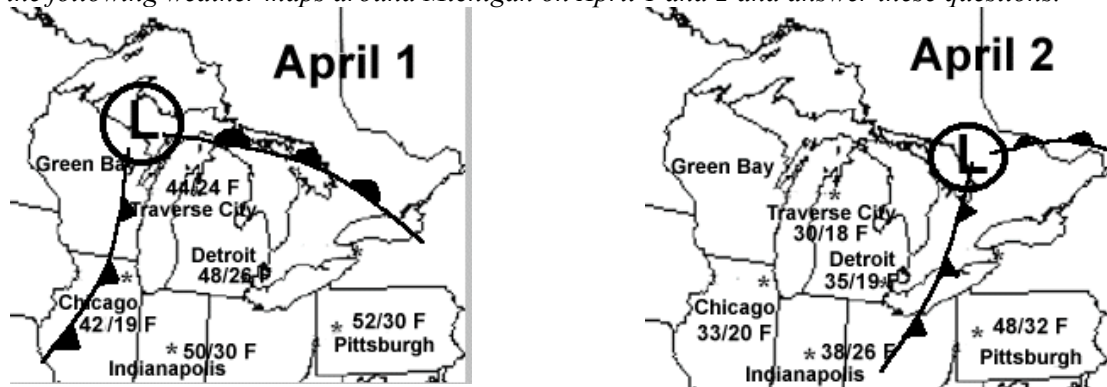 the following weather maps around Michigan on April 1 and 2 and answer these questions.
April 1
L
Green Bay
44/24 F
Traverse City
Detroit
48/26 F
Chicago
42/19 F
* 50/30 F
Indianapolis
* 52/30 F
Pittsburgh
April 2
L
Green Bay
Traverse City
30/18 F
Detroit
35/19 F
Chicago
33/20 F
* 38/26 F
Indianapolis
* 48/32 F
Pittsburgh